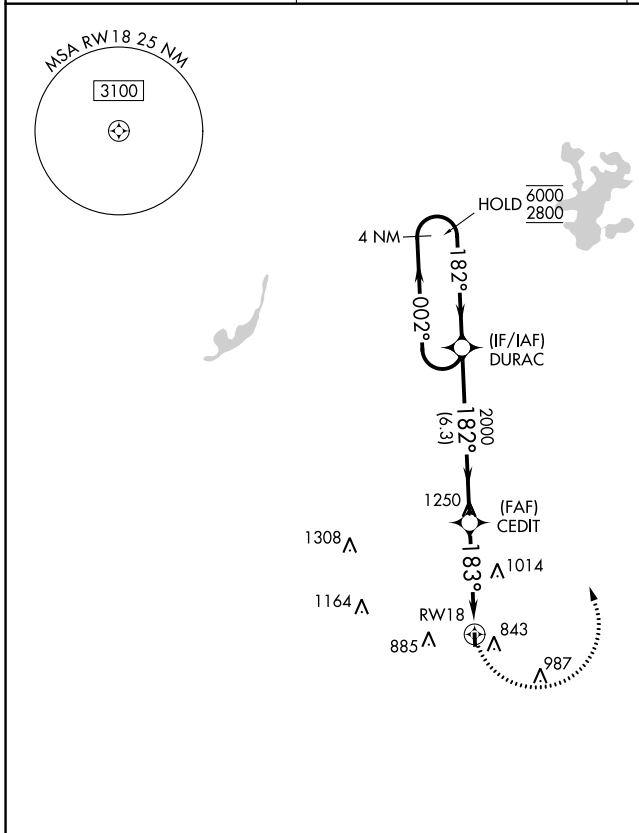 MSA RW18 25 NM
3100
HOLD 6000
2800
4 NM
182°
002°
(IF/IAF)
DURAC
2000
182°
(6.3)
1250
(FAF)
CEDIT
1308
183°
1014
1164
RW18
885
843
987